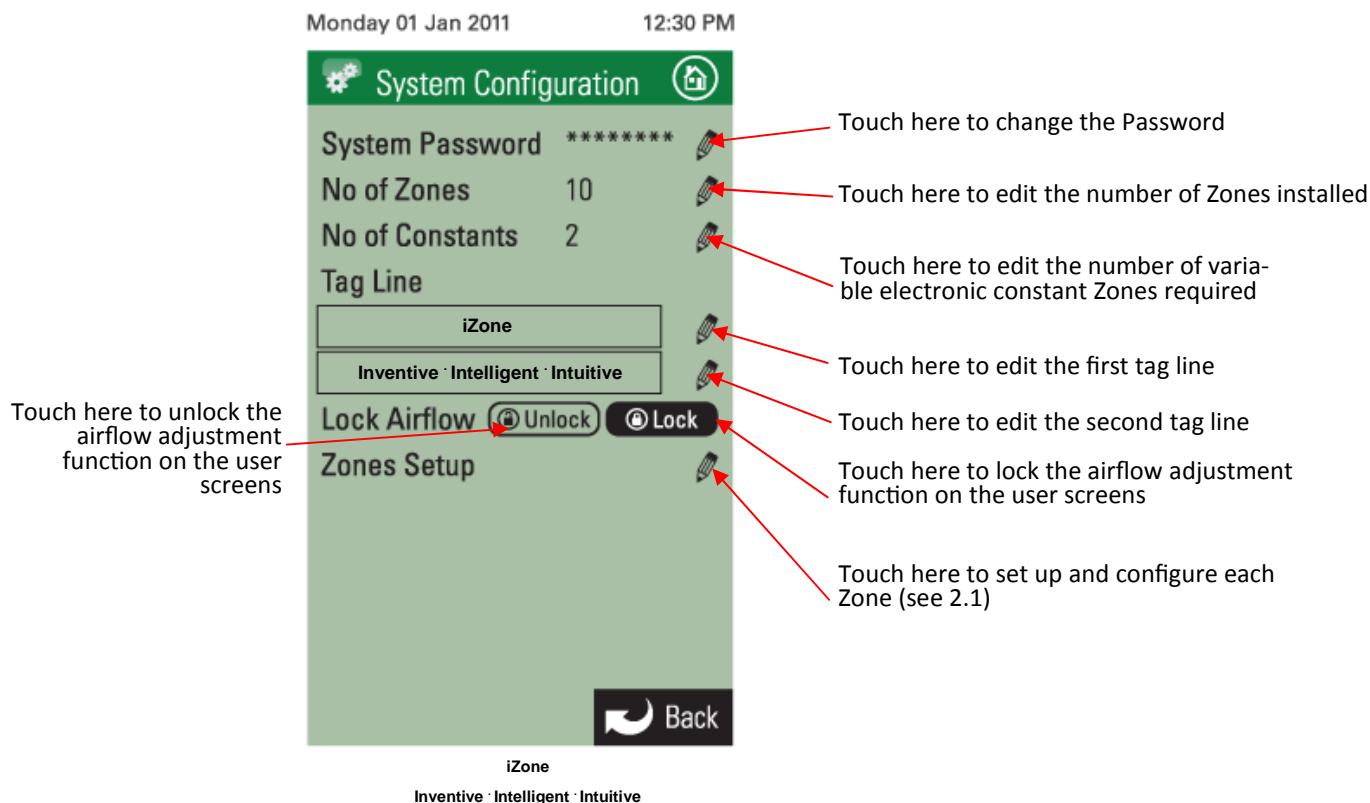 Monday 01 Jan 2011 12:30 PM
System Configuration
System Password ********
Touch here to change the Password
No of Zones 10
Touch here to edit the number of Zones installed
No of Constants 2
Touch here to edit the number of varia-
ble electronic constant Zones required
Tag Line
iZone
Touch here to edit the first tag line
Inventive · Intelligent · Intuitive
Touch here to edit the second tag line
Touch here to unlock the
airflow adjustment
function on the user
screens
Lock Airflow Unlock Lock
Touch here to lock the airflow adjustment
function on the user screens
Zones Setup
Touch here to set up and configure each
Zone (see 2.1)
Back
iZone
Inventive · Intelligent · Intuitive